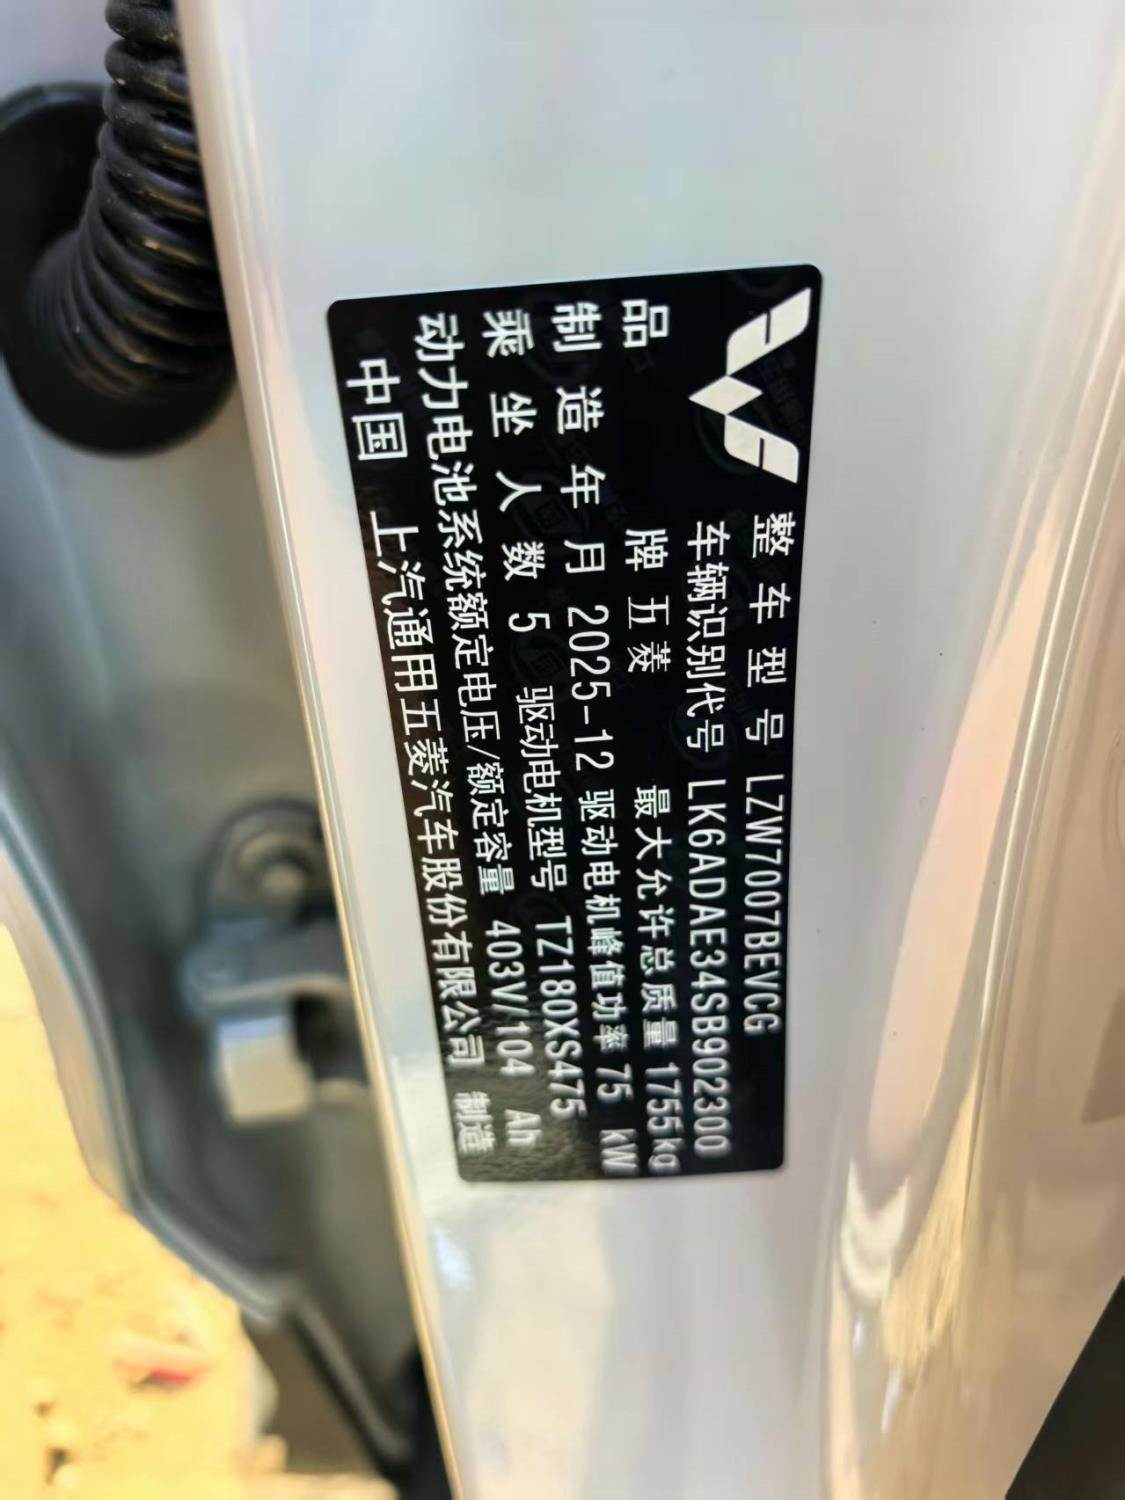 整车型号 LZW7007BEVCG
车辆识别代号 LK6ADAE34SB902300
品牌 五菱 最大允许总质量 1755kg
制造年月 2025-12 驱动电机峰值功率 75 kW
乘坐人数 5 驱动电机型号 TZ180XS475
动力电池系统额定电压/额定容量 403V/104 Ah
中国 上汽通用五菱汽车股份有限公司 制造